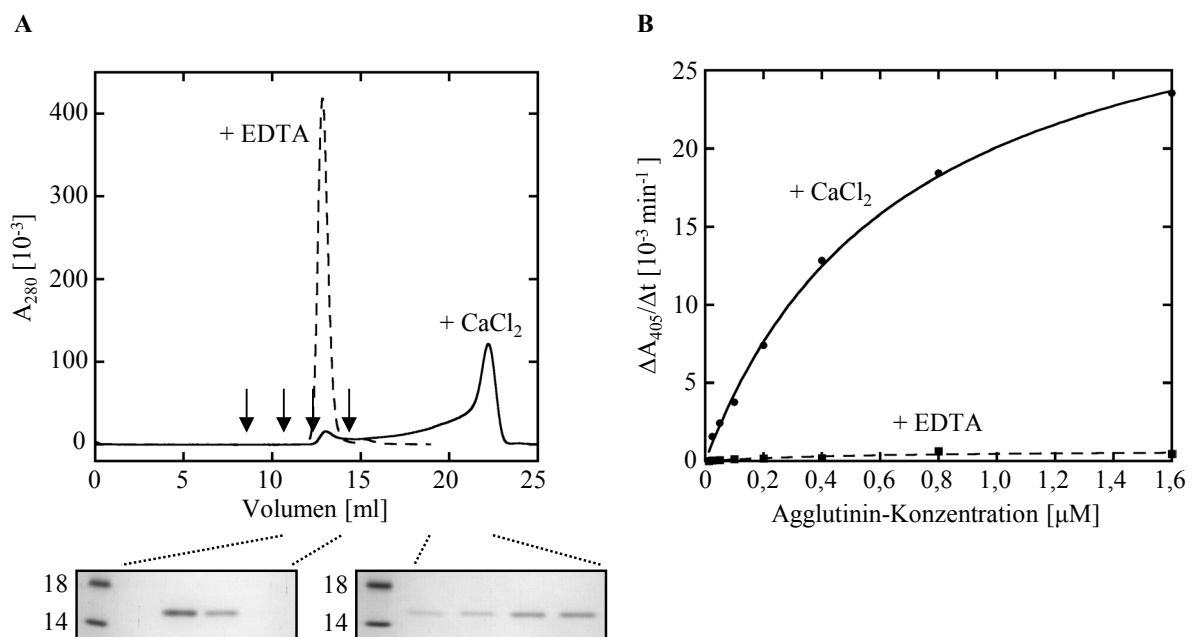 A
B
A280 [10-3]
400
300
200
100
0
+ EDTA
+ CaCl2
0 5 10 15 20 25
Volumen [ml]
18
14
18
14
ΔA405/Δt [10-3 min-1]
25
20
15
10
5
0
+ CaCl2
+ EDTA
0 0,2 0,4 0,6 0,8 1,0 1,2 1,4 1,6
Agglutinin-Konzentration [μM]